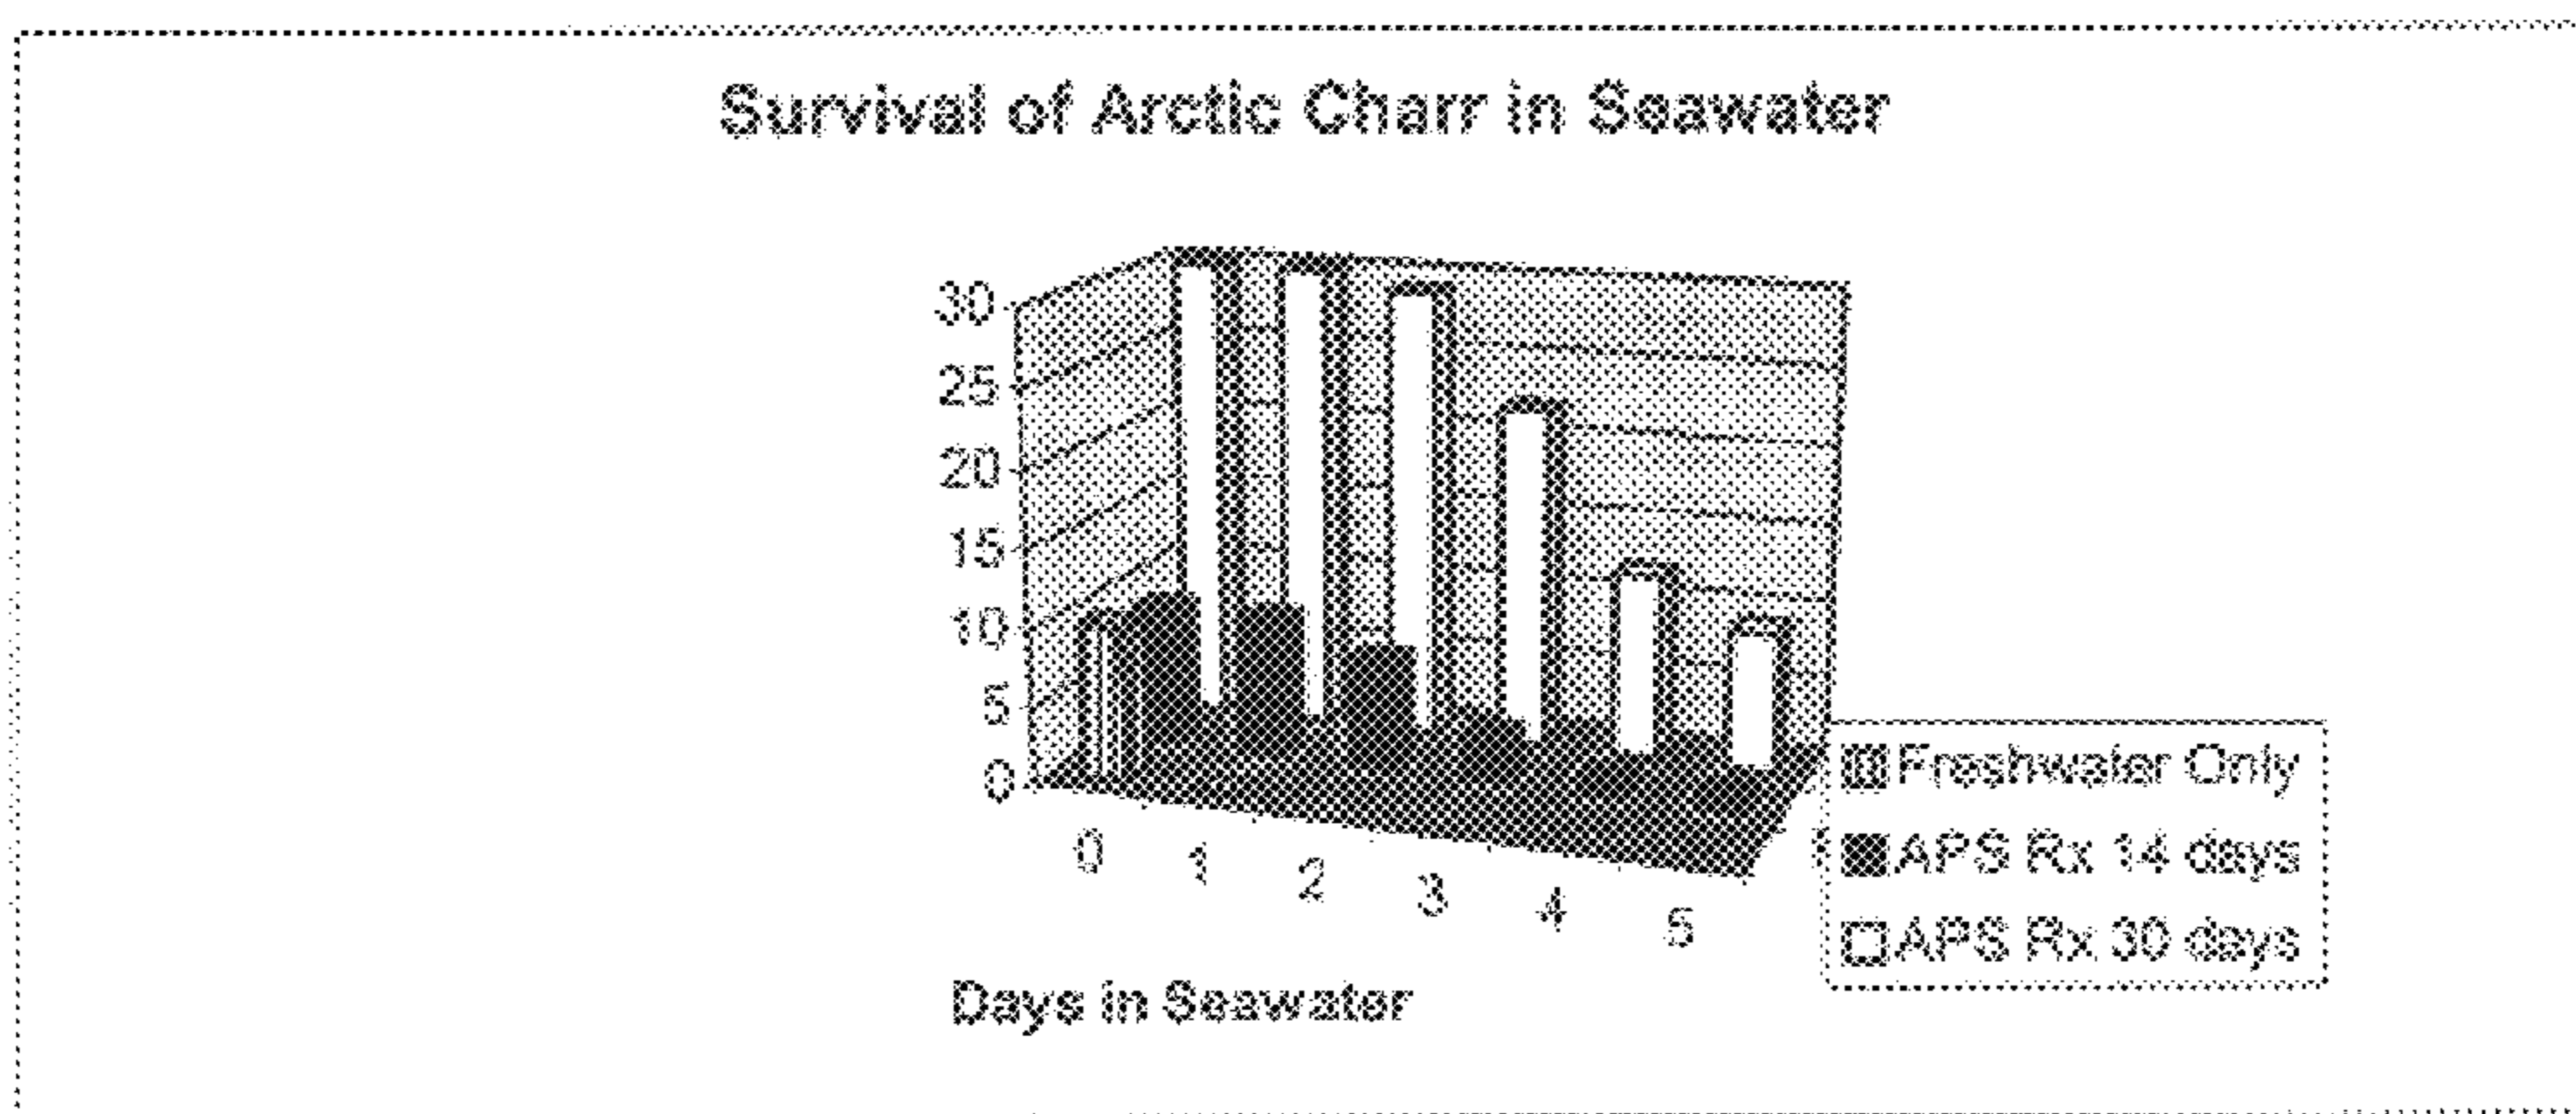 Survival of Arctic Charr in Seawater
30
25
20
15
10
5
0
0
1
2
3
4
5
Days in Seawater
Freshwater Only
APS Rx 14 days
APS Rx 30 days